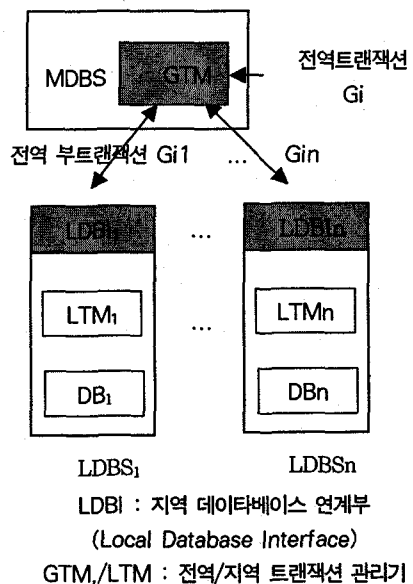 전역트랜잭션
MDBS
GTM
Gi
전역 부트랜잭션 Gi1 ... Gin
LDBI₁ ... LDBIn
LTM₁ ... LTMn
DB₁ DBn
LDBS₁ LDBSn
LDBI : 지역 데이타베이스 연계부
(Local Database Interface)
GTM,/LTM : 전역/지역 트랜잭션 관리기